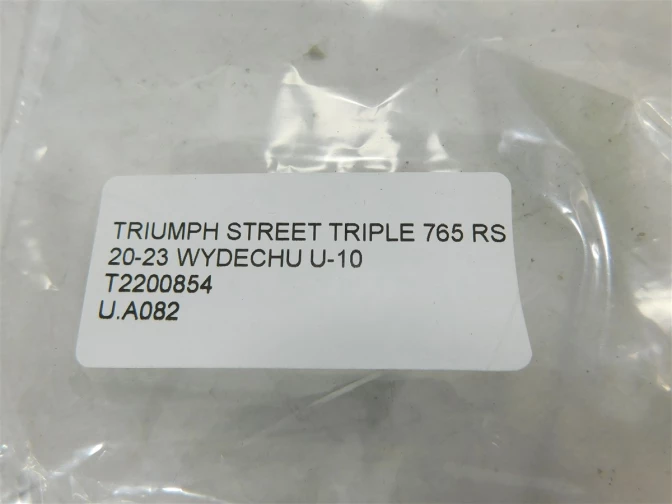 TRIUMPH STREET TRIPLE 765 RS
20-23 WYDECHU U-10
T2200854
U.A082